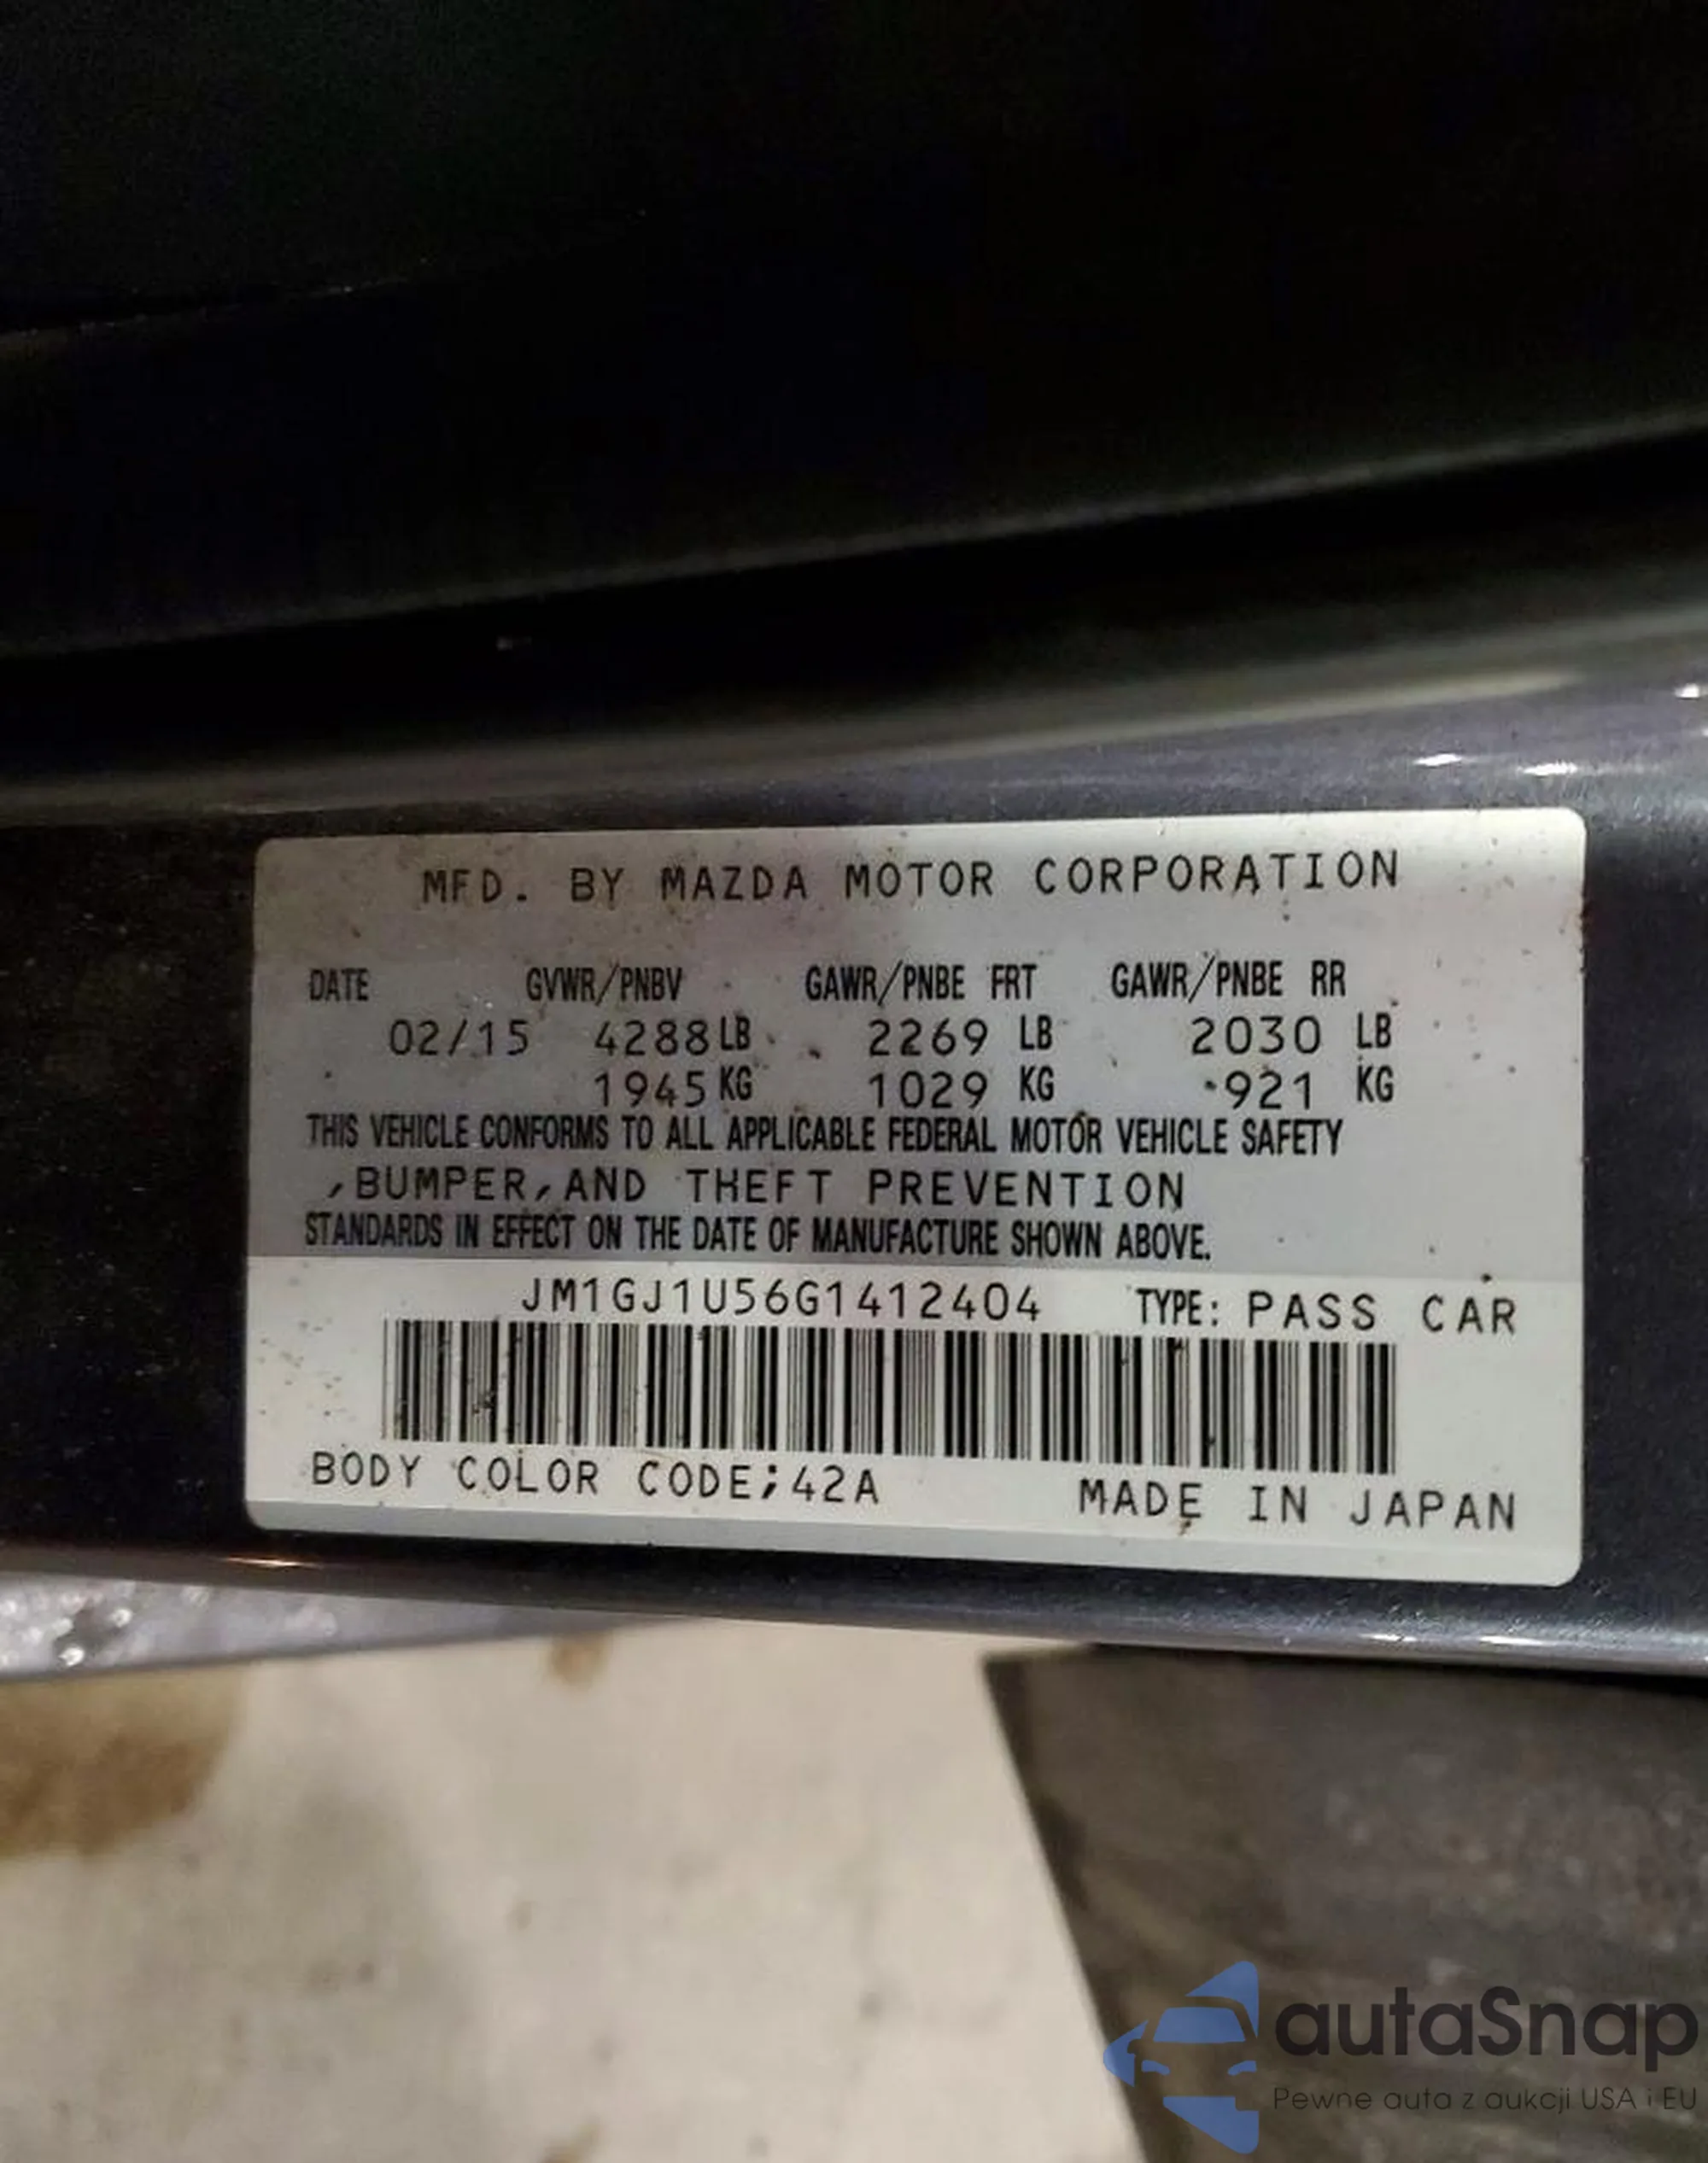 MFD. BY MAZDA MOTOR CORPORATION
DATE GVWR/PNBV GAWR/PNBE FRT GAWR/PNBE RR
02/15 4288 LB 2269 LB 2030 LB
1945 KG 1029 KG 921 KG
THIS VEHICLE CONFORMS TO ALL APPLICABLE FEDERAL MOTOR VEHICLE SAFETY
,BUMPER,AND THEFT PREVENTION
STANDARDS IN EFFECT ON THE DATE OF MANUFACTURE SHOWN ABOVE.
JM1GJ1U56G1412404 TYPE: PASS CAR
BODY COLOR CODE;42A MADE IN JAPAN
autaSnap
Pewne auta z aukcji USA i EU